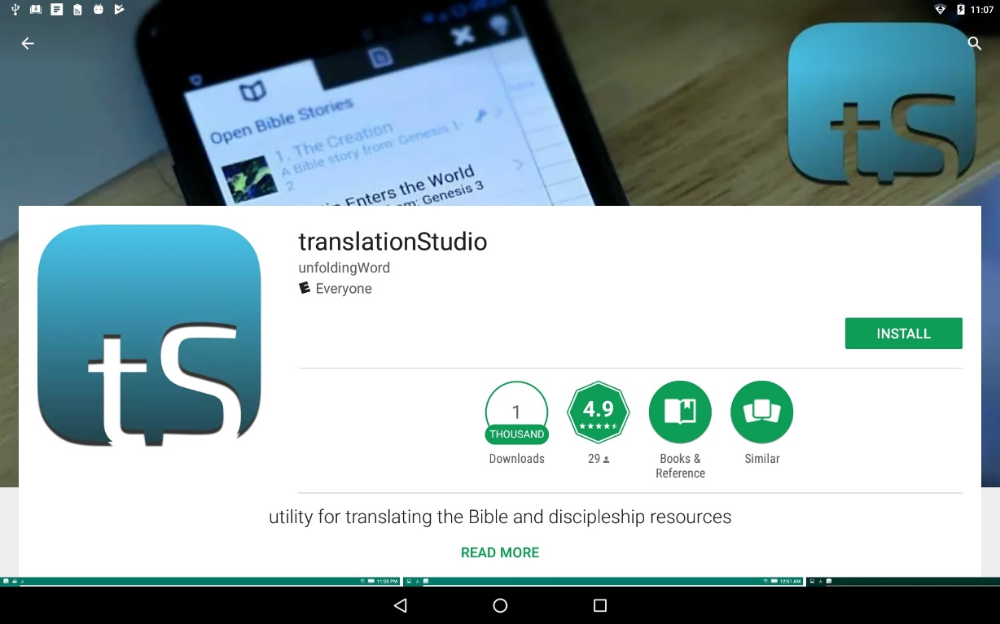 11:07
Open Bible Stories
1. The Creation
A Bible story from: Genesis 1-
2
Enters the World
Genesis 3
tS
translationStudio
unfoldingWord
E Everyone
INSTALL
tS
1
THOUSAND
Downloads
4.9
29
Books &
Reference
Similar
utility for translating the Bible and discipleship resources
READ MORE
11:28 PM
12:51 AM